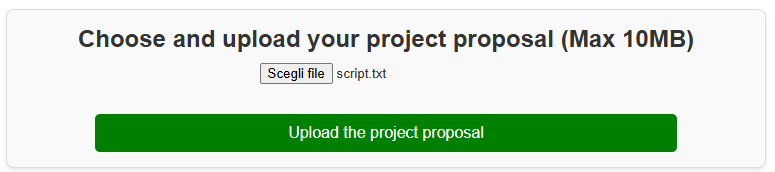 Choose and upload your project proposal (Max 10MB)
Scegli file script.txt
Upload the project proposal